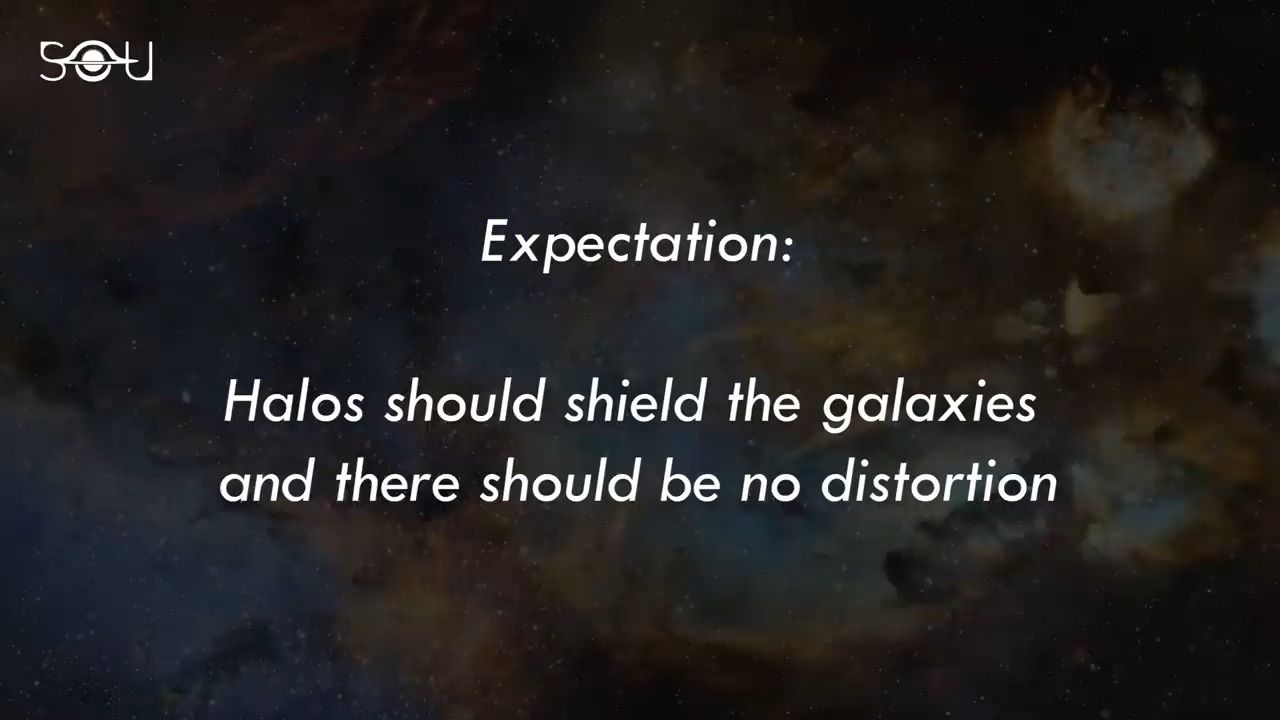 SOU
Expectation:
Halos should shield the galaxies
and there should be no distortion